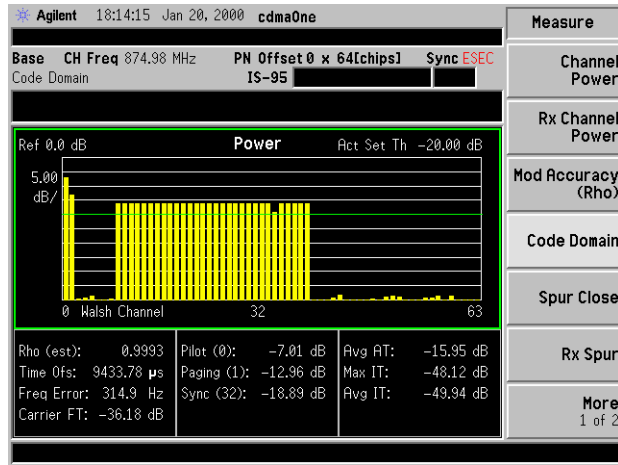 Agilent 18:14:15 Jan 20, 2000 cdmaOne
Measure
Base CH Freq 874.98 MHz PN Offset 0 x 64[chips] Sync ESEC
Code Domain IS-95
Channel
Power
Rx Channel
Power
Mod Accuracy
(Rho)
Code Domain
Spur Close
Rx Spur
More
1 of 2
Ref 0.0 dB Power Act Set Th -20.00 dB
5.00
dB/
0 Walsh Channel 32 63
Rho (est): 0.9993
Time Ofs: 9433.78 µs
Freq Error: 314.9 Hz
Carrier FT: -36.18 dB
Pilot (0): -7.01 dB
Paging (1): -12.96 dB
Sync (32): -18.89 dB
Avg AT: -15.95 dB
Max IT: -48.12 dB
Avg IT: -49.94 dB